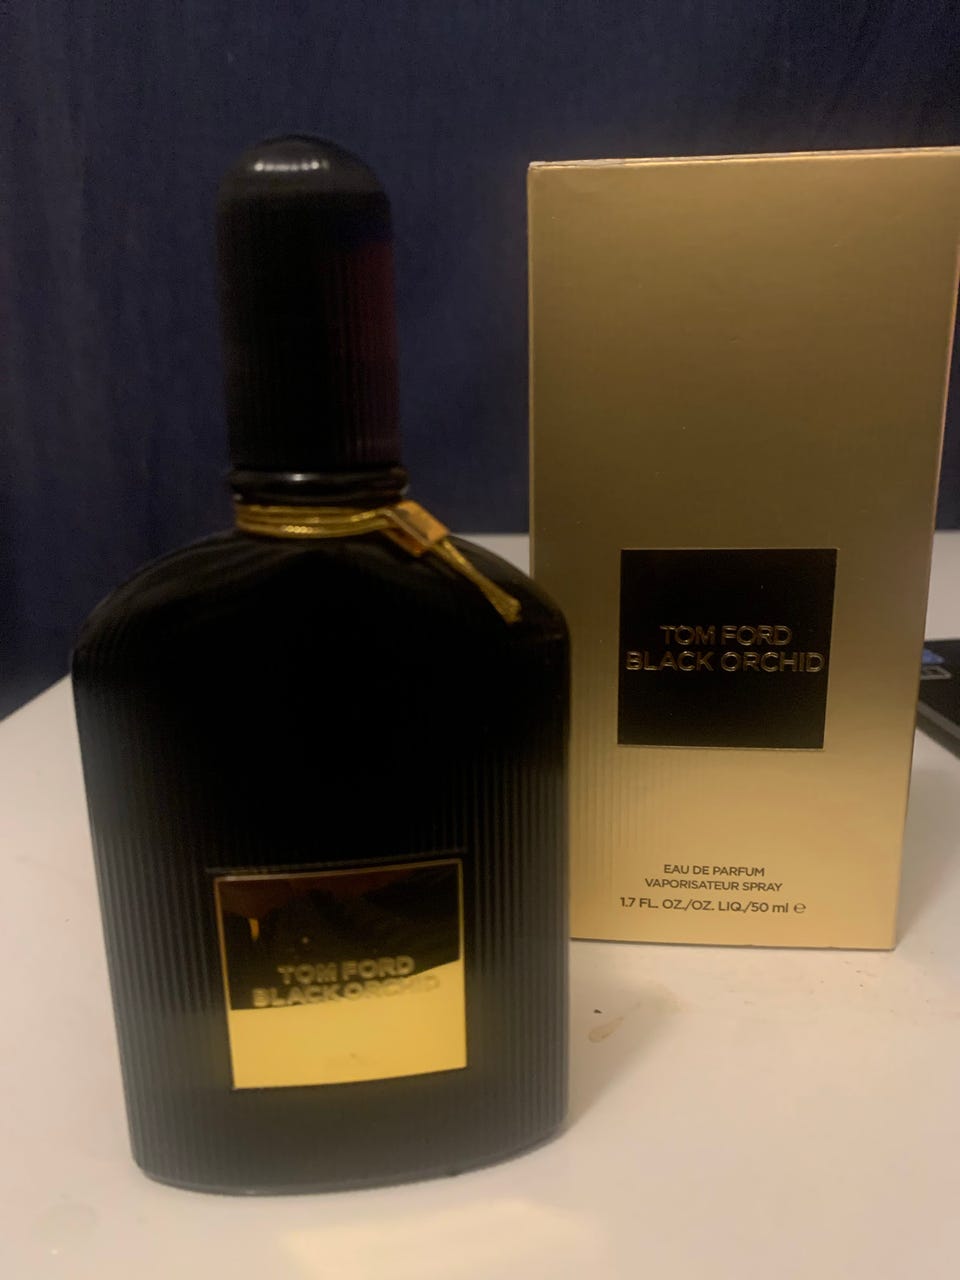 TOM FORD
BLACK ORCHID
TOM FORD
BLACK ORCHID
EAU DE PARFUM
VAPORISATEUR SPRAY
1.7 FL. OZ./OZ. LIQ./50 ml ℮